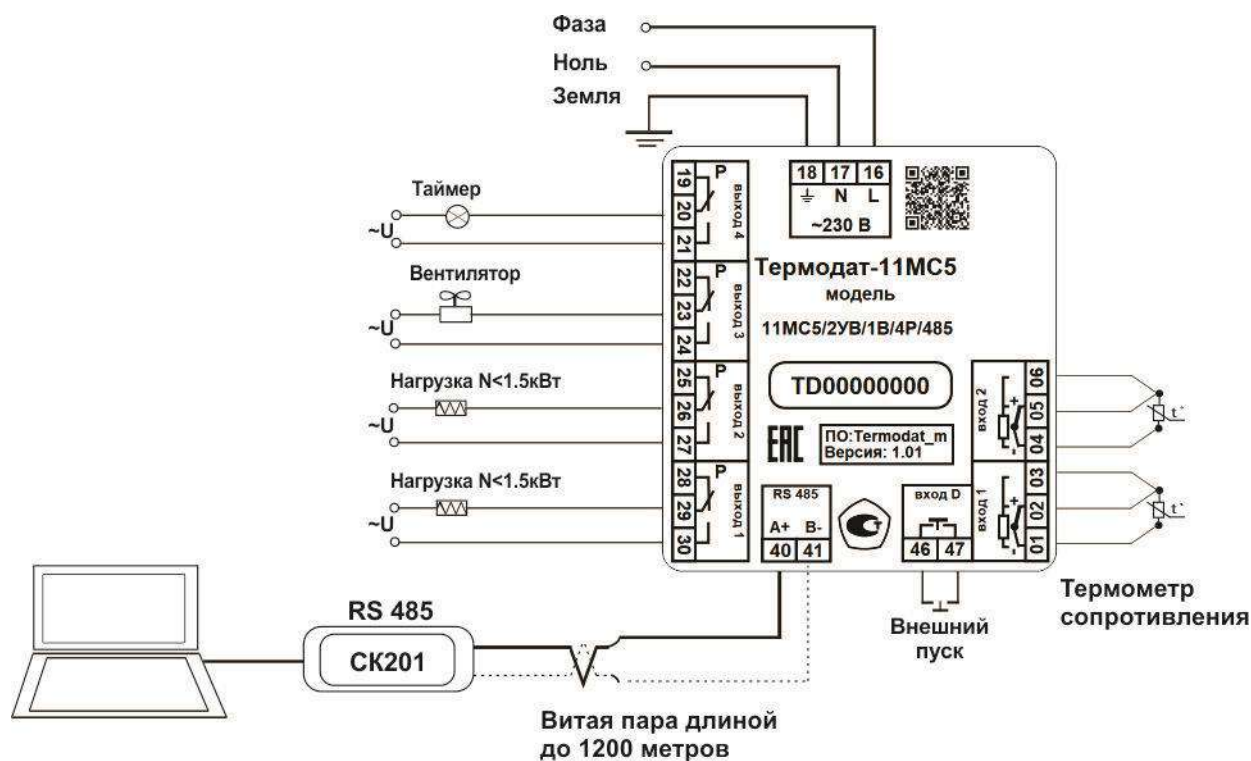 Фаза
Ноль
Земля
18 17 16
N L
~230 В
Термодат-11МС5
модель
11МС5/2УВ/1В/4Р/485
TD00000000
EAC
ПО:Termodat_m
Версия: 1.01
Таймер
~U
19
20
21
P
выход 4
Вентилятор
~U
22
23
24
P
выход 3
Нагрузка N<1.5кВт
~U
25
26
27
P
выход 2
Нагрузка N<1.5кВт
~U
28
29
30
P
выход 1
RS 485
A+ B-
40 41
вход D
46 47
06
05
04
+
-
вход 2
t°
03
02
01
+
-
вход 1
t°
Термометр
сопротивления
Внешний
пуск
RS 485
СК201
Витая пара длиной
до 1200 метров